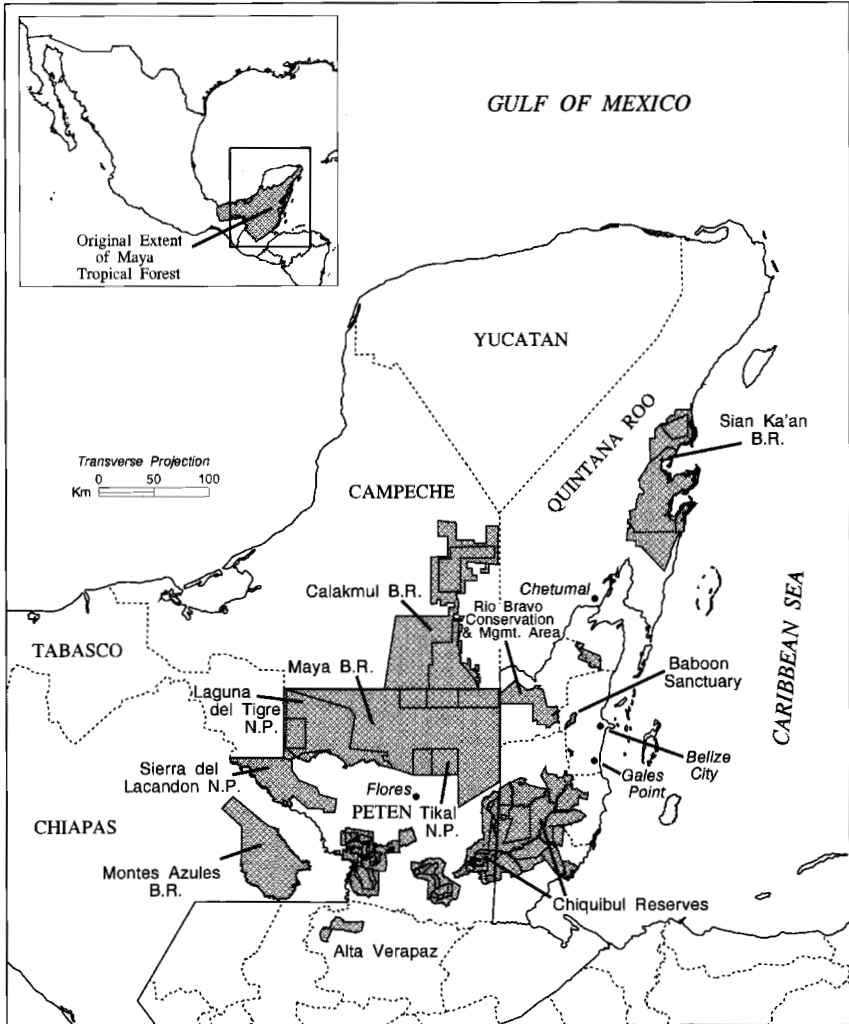 GULF OF MEXICO
Original Extent
of Maya
Tropical Forest
YUCATAN
QUINTANA ROO
Sian Ka'an
B.R.
Transverse Projection
0 50 100
Km
CAMPECHE
Chetumal
Calakmul B.R.
Rio Bravo
Conservation
& Mgmt. Area
CARIBBEAN SEA
TABASCO
Maya B.R.
Baboon
Sanctuary
Laguna
del Tigre
N.P.
Belize
City
Sierra del
Lacandon N.P.
Flores
Gales
Point
PETEN
Tikal
N.P.
CHIAPAS
Montes Azules
B.R.
Chiquibul Reserves
Alta Verapaz